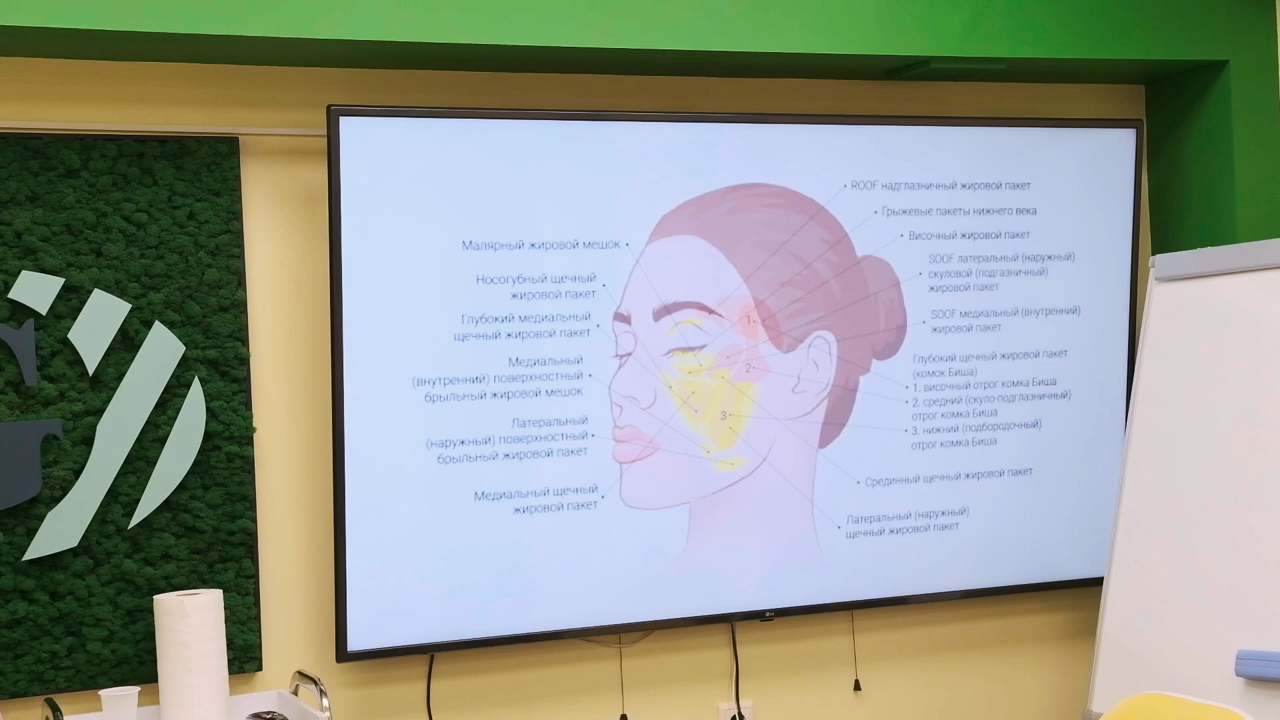 Малярный жировой мешок
Носогубный щечный
жировой пакет
Глубокий медиальный
щечный жировой пакет
Медиальный
(внутренний) поверхностный
брыльный жировой мешок
Латеральный
(наружный) поверхностный
брыльный жировой пакет
Медиальный щечный
жировой пакет
1
2
3
ROOF надглазничный жировой пакет
Грыжевые пакеты нижнего века
Височный жировой пакет
SOOF латеральный (наружный)
скуловой (подглазничный)
жировой пакет
SOOF медиальный (внутренний)
жировой пакет
Глубокий щечный жировой пакет
(комок Биша)
1. височный отрог комка Биша
2. средний (скуло-подглазничный)
отрог комка Биша
3. нижний (подбородочный)
отрог комка Биша
Срединный щечный жировой пакет
Латеральный (наружный)
щечный жировой пакет
LG